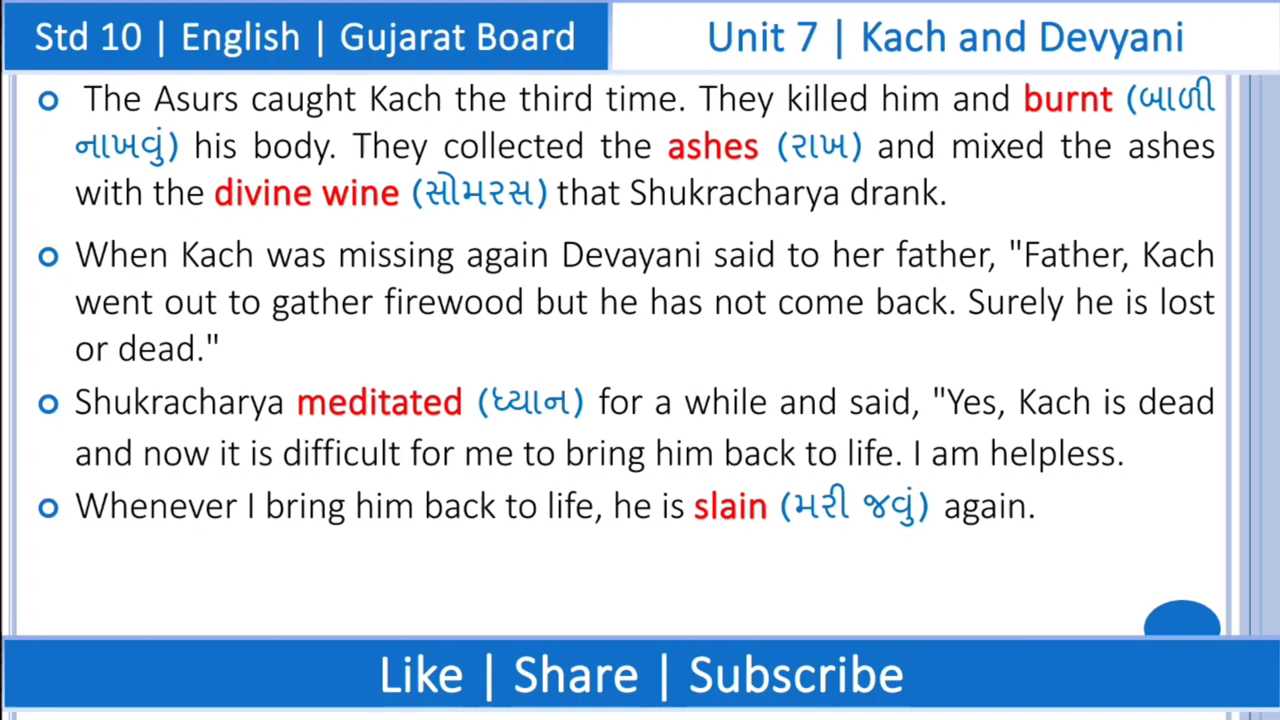 Std 10 | English | Gujarat Board
Unit 7 | Kach and Devyani
The Asurs caught Kach the third time. They killed him and burnt (બાળી
નાખવું) his body. They collected the ashes (રાખ) and mixed the ashes
with the divine wine (સોમરસ) that Shukracharya drank.
When Kach was missing again Devayani said to her father, "Father, Kach
went out to gather firewood but he has not come back. Surely he is lost
or dead."
Shukracharya meditated (ધ્યાન) for a while and said, "Yes, Kach is dead
and now it is difficult for me to bring him back to life. I am helpless.
Whenever I bring him back to life, he is slain (મરી જવું) again.
Like | Share | Subscribe